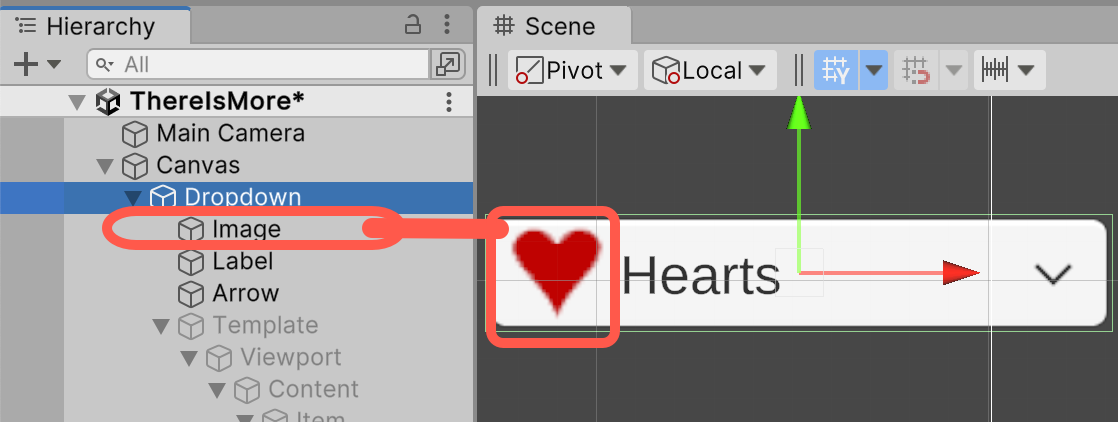 Hierarchy
All
ThereIsMore*
Main Camera
Canvas
Dropdown
Image
Label
Arrow
Template
Viewport
Content
Item
Scene
Pivot
Local
Hearts